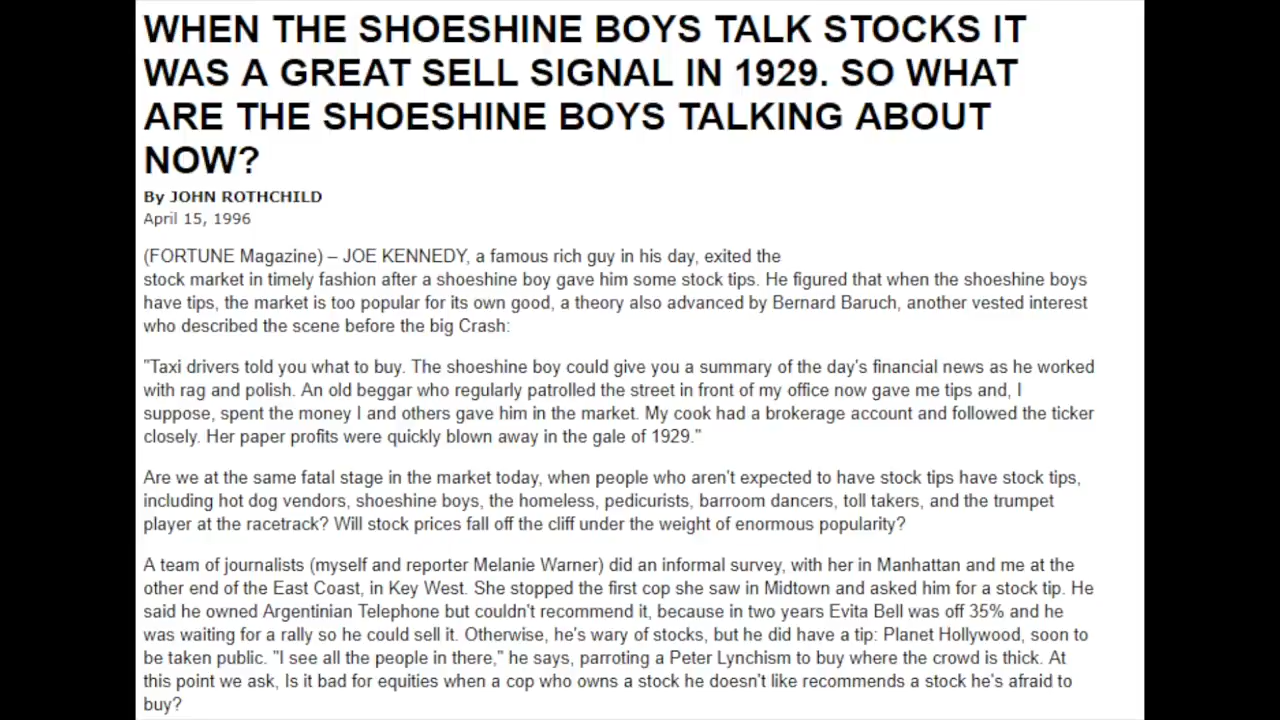 WHEN THE SHOESHINE BOYS TALK STOCKS IT
WAS A GREAT SELL SIGNAL IN 1929. SO WHAT
ARE THE SHOESHINE BOYS TALKING ABOUT
NOW?
By JOHN ROTHCHILD
April 15, 1996
(FORTUNE Magazine) – JOE KENNEDY, a famous rich guy in his day, exited the
stock market in timely fashion after a shoeshine boy gave him some stock tips. He figured that when the shoeshine boys
have tips, the market is too popular for its own good, a theory also advanced by Bernard Baruch, another vested interest
who described the scene before the big Crash:
"Taxi drivers told you what to buy. The shoeshine boy could give you a summary of the day's financial news as he worked
with rag and polish. An old beggar who regularly patrolled the street in front of my office now gave me tips and, I
suppose, spent the money I and others gave him in the market. My cook had a brokerage account and followed the ticker
closely. Her paper profits were quickly blown away in the gale of 1929."
Are we at the same fatal stage in the market today, when people who aren't expected to have stock tips have stock tips,
including hot dog vendors, shoeshine boys, the homeless, pedicurists, barroom dancers, toll takers, and the trumpet
player at the racetrack? Will stock prices fall off the cliff under the weight of enormous popularity?
A team of journalists (myself and reporter Melanie Warner) did an informal survey, with her in Manhattan and me at the
other end of the East Coast, in Key West. She stopped the first cop she saw in Midtown and asked him for a stock tip. He
said he owned Argentinian Telephone but couldn't recommend it, because in two years Evita Bell was off 35% and he
was waiting for a rally so he could sell it. Otherwise, he's wary of stocks, but he did have a tip: Planet Hollywood, soon to
be taken public. "I see all the people in there," he says, parroting a Peter Lynchism to buy where the crowd is thick. At
this point we ask, Is it bad for equities when a cop who owns a stock he doesn't like recommends a stock he's afraid to
buy?